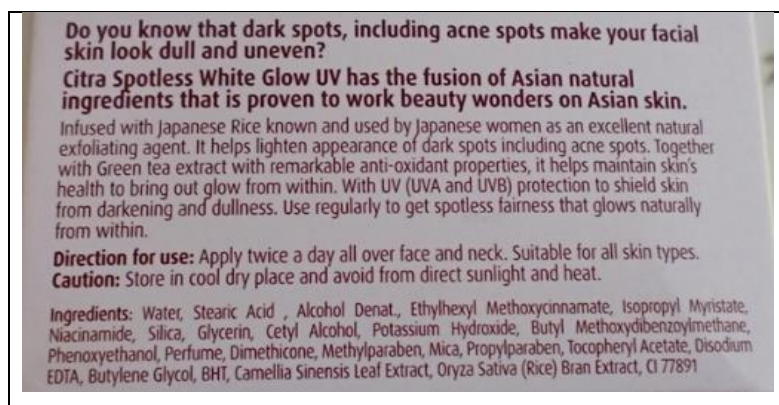 Do you know that dark spots, including acne spots make your facial
skin look dull and uneven?
Citra Spotless White Glow UV has the fusion of Asian natural
ingredients that is proven to work beauty wonders on Asian skin.
Infused with Japanese Rice known and used by Japanese women as an excellent natural
exfoliating agent. It helps lighten appearance of dark spots including acne spots. Together
with Green tea extract with remarkable anti-oxidant properties, it helps maintain skin's
health to bring out glow from within. With UV (UVA and UVB) protection to shield skin
from darkening and dullness. Use regularly to get spotless fairness that glows naturally
from within.
Direction for use: Apply twice a day all over face and neck. Suitable for all skin types.
Caution: Store in cool dry place and avoid from direct sunlight and heat.
Ingredients: Water, Stearic Acid , Alcohol Denat., Ethylhexyl Methoxycinnamate, Isopropyl Myristate,
Niacinamide, Silica, Glycerin, Cetyl Alcohol, Potassium Hydroxide, Butyl Methoxydibenzoylmethane,
Phenoxyethanol, Perfume, Dimethicone, Methylparaben, Mica, Propylparaben, Tocopheryl Acetate, Disodium
EDTA, Butylene Glycol, BHT, Camellia Sinensis Leaf Extract, Oryza Sativa (Rice) Bran Extract, CI 77891